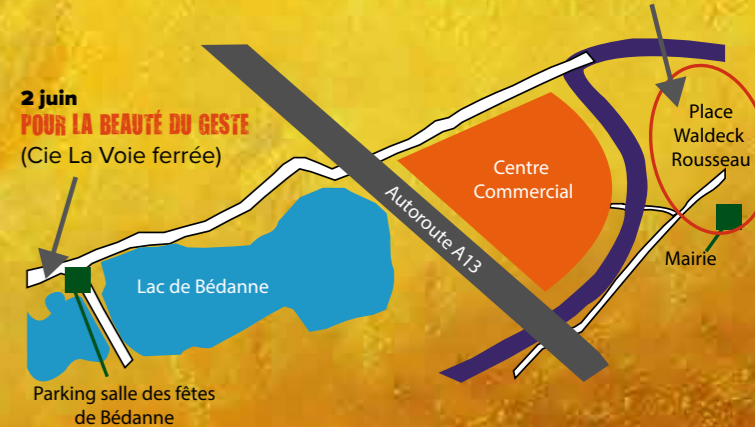 2 juin
POUR LA BEAUTÉ DU GESTE
(Cie La Voie ferrée)
Place
Waldeck
Rousseau
Centre
Commercial
Autoroute A13
Mairie
Lac de Bédanne
Parking salle des fêtes
de Bédanne